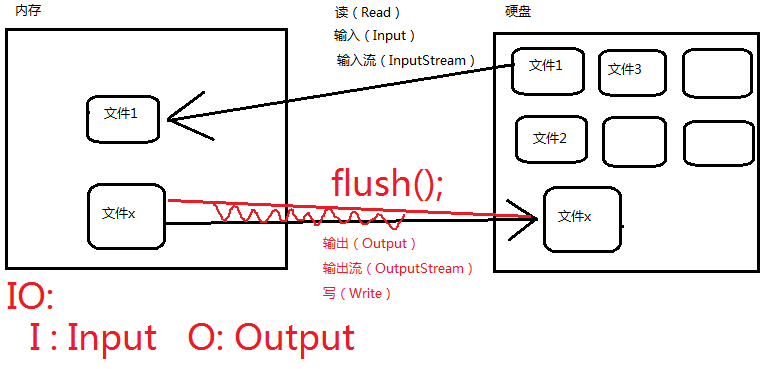 内存
读（Read）
输入（Input）
输入流（InputStream）
硬盘
文件1
文件1
文件3
文件2
文件x
flush();
文件x
输出（Output）
输出流（OutputStream）
写（Write）
IO:
I : Input O: Output